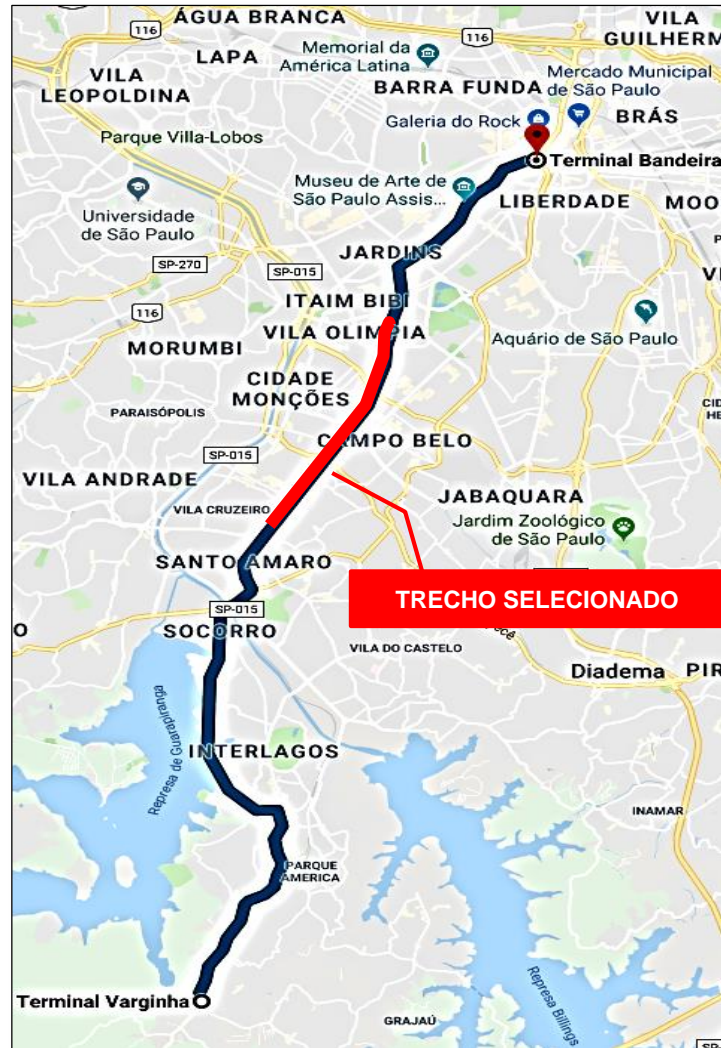 116
ÁGUA BRANCA
116
VILA
GUILHERM
LAPA
Memorial da
América Latina
VILA
LEOPOLDINA
BARRA FUNDA
Mercado Municipal
de São Paulo
Galeria do Rock
BRÁS
Parque Villa-Lobos
Terminal Bandeira
Museu de Arte de
São Paulo Assis...
Universidade
de São Paulo
LIBERDADE
MOO
SP-270
SP-015
JARDINS
ITAIM BIBI
116
VILA OLIMPIA
Aquário de São Paulo
MORUMBI
CIDADE
MONÇÕES
PARAISÓPOLIS
CID
HE
CAMPO BELO
SP-015
VILA ANDRADE
JABAQUARA
VILA CRUZEIRO
Jardim Zoológico
de São Paulo
SANTO AMARO
TRECHO SELECIONADO
SP-015
SOCORRO
VILA DO CASTELO
Diadema
PIR
Represa de Guarapiranga
INTERLAGOS
INAMAR
PARQUE
AMERICA
Terminal Varginha
Represa Billings
GRAJAÚ